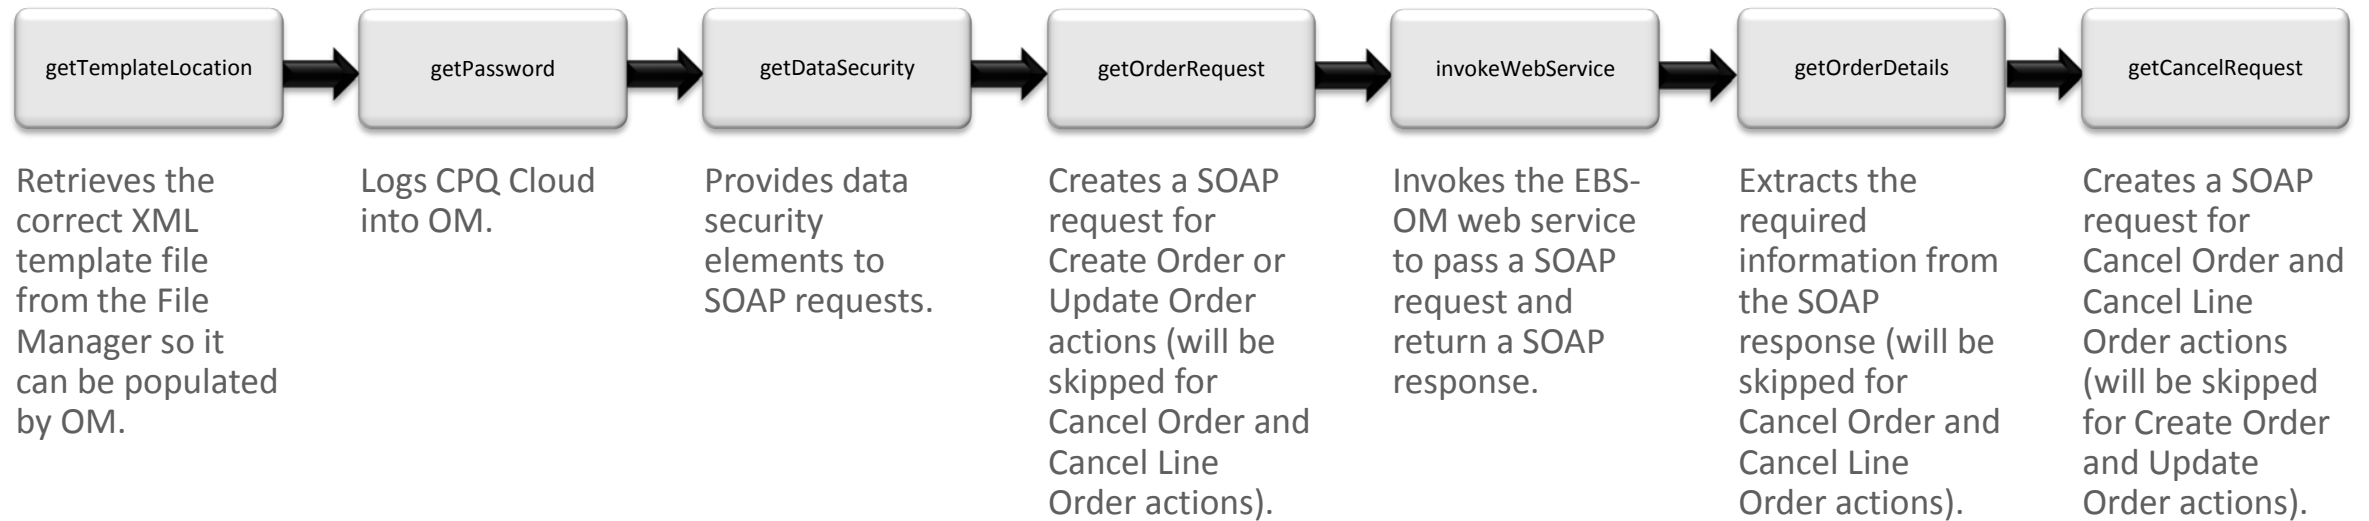 getTemplateLocation
getPassword
getDataSecurity
getOrderRequest
invokeWebService
getOrderDetails
getCancelRequest
Retrieves the
correct XML
template file
from the File
Manager so it
can be populated
by OM.
Logs CPQ Cloud
into OM.
Provides data
security
elements to
SOAP requests.
Creates a SOAP
request for
Create Order or
Update Order
actions (will be
skipped for
Cancel Order and
Cancel Line
Order actions).
Invokes the EBS-
OM web service
to pass a SOAP
request and
return a SOAP
response.
Extracts the
required
information from
the SOAP
response (will be
skipped for
Cancel Order and
Cancel Line
Order actions).
Creates a SOAP
request for
Cancel Order and
Cancel Line
Order actions
(will be skipped
for Create Order
and Update
Order actions).